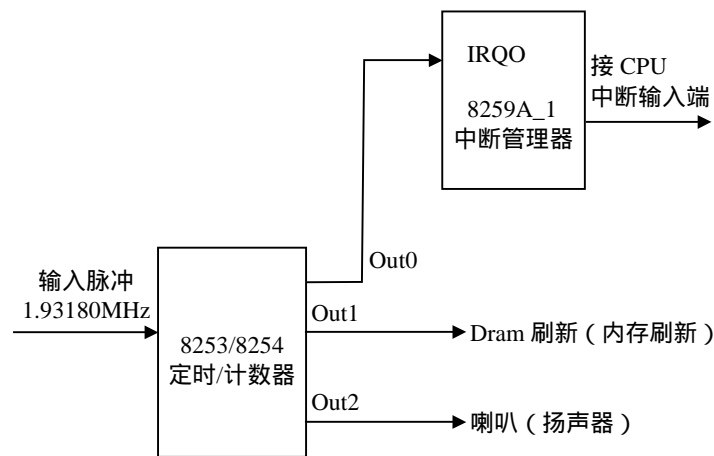 IRQO
8259A_1
中断管理器
接 CPU
中断输入端
输入脉冲
1.93180MHz
8253/8254
定时/计数器
Out0
Out1
Dram 刷新（内存刷新）
Out2
喇叭（扬声器）